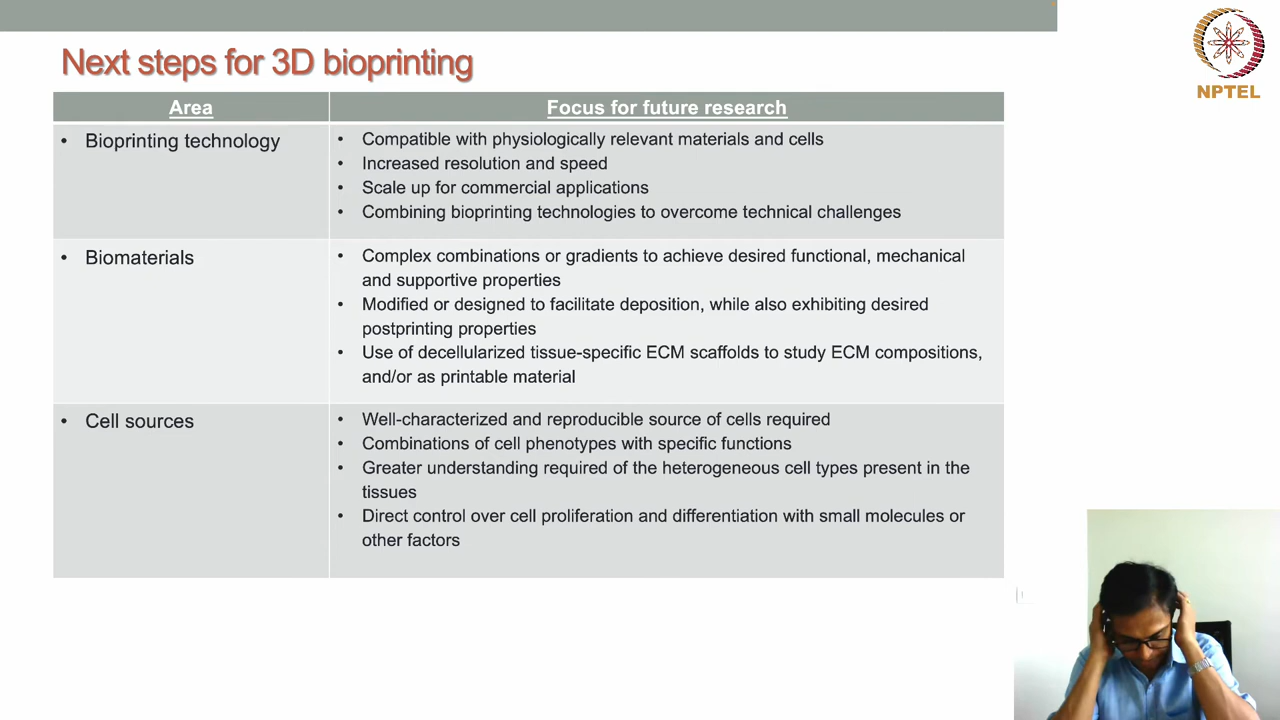 Next steps for 3D bioprinting
NPTEL
Area
Focus for future research
• Bioprinting technology
• Compatible with physiologically relevant materials and cells
• Increased resolution and speed
• Scale up for commercial applications
• Combining bioprinting technologies to overcome technical challenges
• Biomaterials
• Complex combinations or gradients to achieve desired functional, mechanical
and supportive properties
• Modified or designed to facilitate deposition, while also exhibiting desired
postprinting properties
• Use of decellularized tissue-specific ECM scaffolds to study ECM compositions,
and/or as printable material
• Cell sources
• Well-characterized and reproducible source of cells required
• Combinations of cell phenotypes with specific functions
• Greater understanding required of the heterogeneous cell types present in the
tissues
• Direct control over cell proliferation and differentiation with small molecules or
other factors